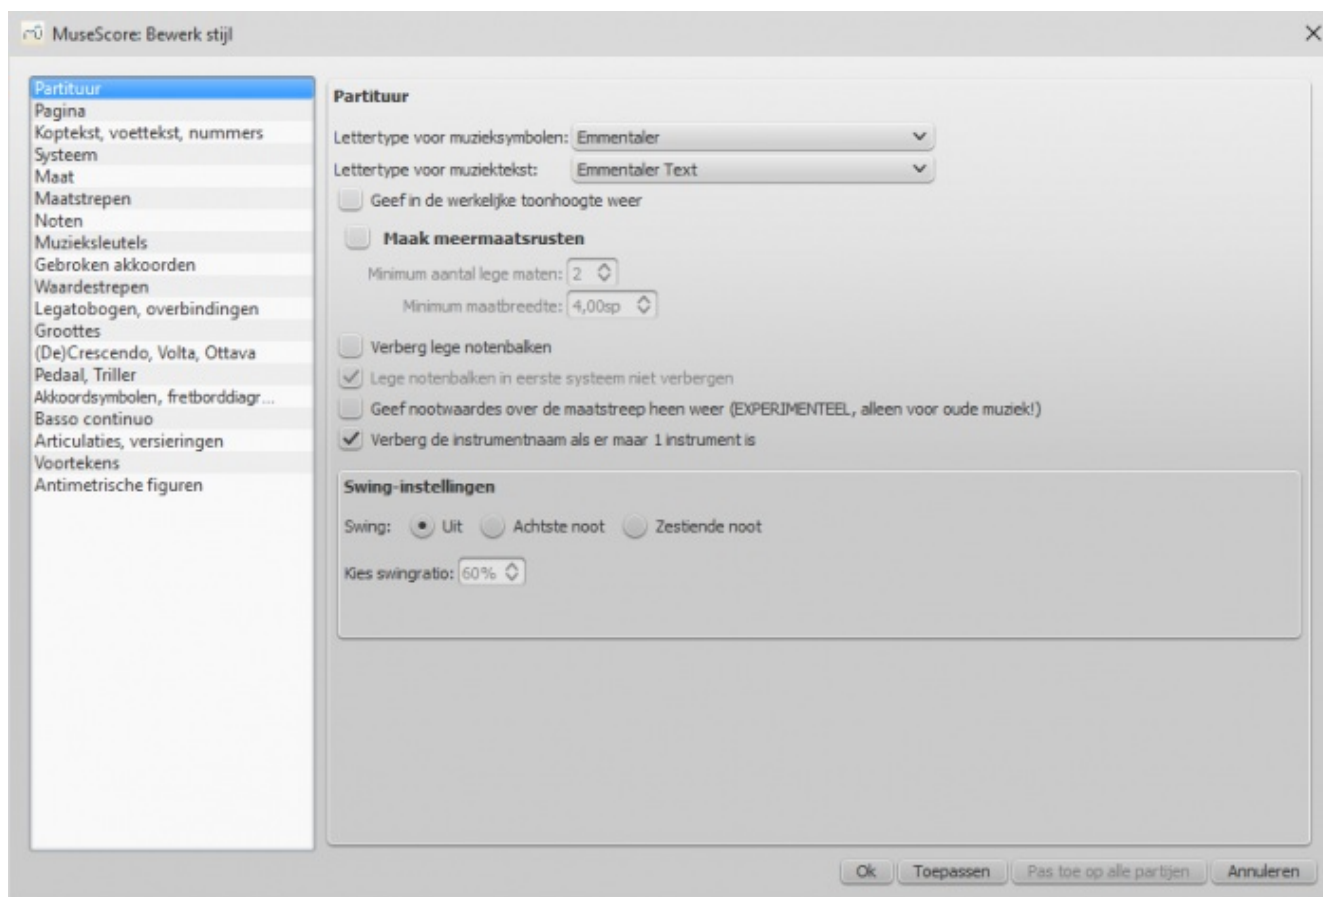 MuseScore: Bewerk stijl
Partituur
Pagina
Koptekst, voettekst, nummers
Systeem
Maat
Maatstrepen
Noten
Muzieksleutels
Gebroken akkoorden
Waardestrepen
Legatobogen, overbindingen
Groottes
(De)Crescendo, Volta, Ottava
Pedaal, Triller
Akkoordsymbolen, fretborddiagr...
Basso continuo
Articulaties, versieringen
Voortekens
Antimetrische figuren
Partituur
Lettertype voor muzieksymbolen: Emmentaler
Lettertype voor muziektekst: Emmentaler Text
Geef in de werkelijke toonhoogte weer
Maak meermaatsrusten
Minimum aantal lege maten: 2
Minimum maatbreedte: 4,00sp
Verberg lege notenbalken
Lege notenbalken in eerste systeem niet verbergen
Geef nootwaardes over de maatstreep heen weer (EXPERIMENTEEL, alleen voor oude muziek!)
Verberg de instrumentnaam als er maar 1 instrument is
Swing-instellingen
Swing: Uit Achtste noot Zestiende noot
Kies swingratio: 60%
Ok Toepassen Pas toe op alle partijen Annuleren